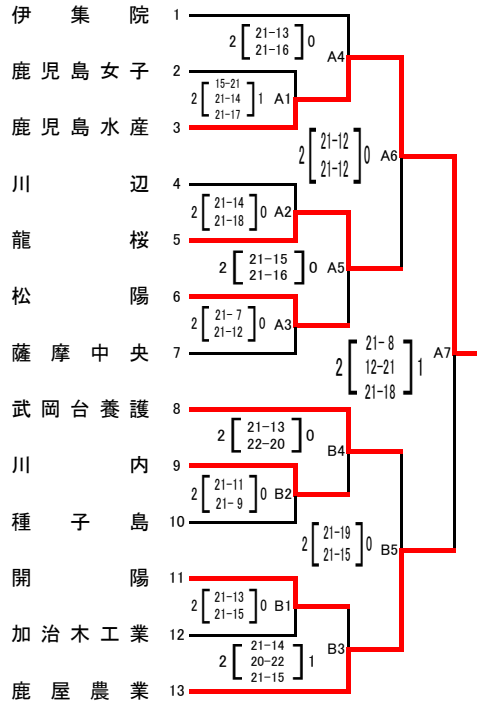 伊集院 1
2 21-13 0
21-16
A4
鹿児島女子 2
15-21
2 21-14 1 A1
21-17
鹿児島水産 3
2 21-12 0 A6
21-12
川辺 4
2 21-14 0 A2
21-18
龍桜 5
2 21-15 0 A5
21-16
松陽 6
2 21- 7 0 A3
21-12
薩摩中央 7
A7
21- 8
2 12-21 1
21-18
武岡台養護 8
2 21-13 0
22-20
B4
川内 9
2 21-11 0 B2
21- 9
種子島 10
2 21-19 0 B5
21-15
開陽 11
2 21-13 0 B1
21-15
加治木工業 12
21-14
2 20-22 1
21-15
B3
鹿屋農業 13